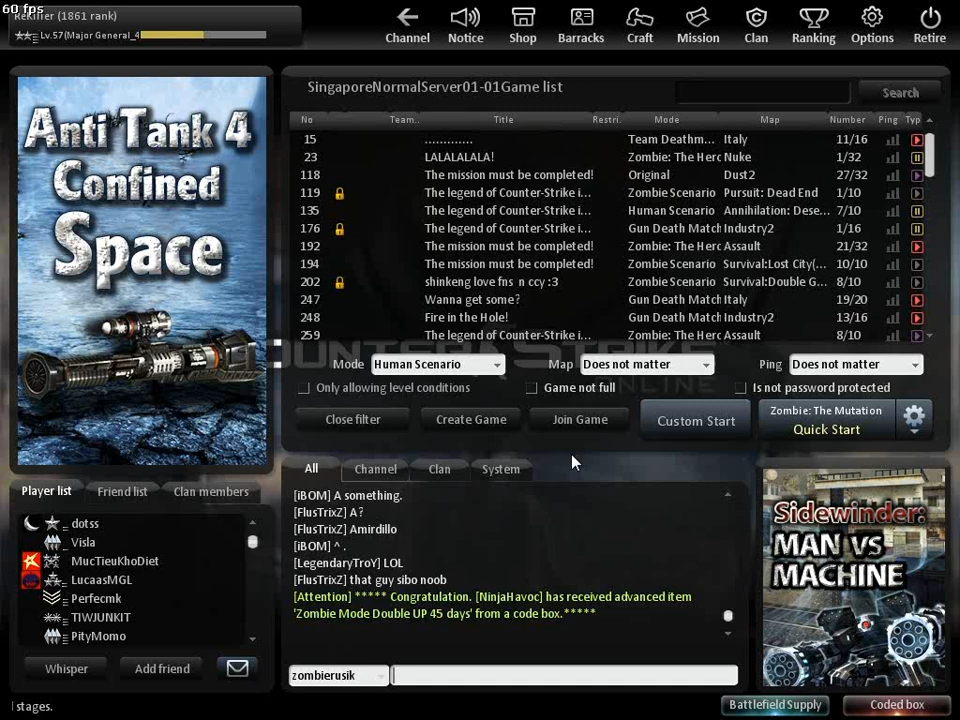 60 fps
ReKifler (1861 rank)
Lv.57(Major General_4
Channel
Notice
Shop
Barracks
Craft
Mission
Clan
Ranking
Options
Retire
Anti Tank 4
Confined
Space
SingaporeNormalServer01-01Game list
Search
No Team.. Title Restri. Mode Map Number Ping Typ
15 ............. Team Deathm... Italy 11/16
23 LALALALALA! Zombie: The Herc Nuke 1/32
118 The mission must be completed! Original Dust2 27/32
119 The legend of Counter-Strike i... Zombie Scenario Pursuit: Dead End 1/10
135 The legend of Counter-Strike i... Human Scenario Annihilation: Dese... 7/10
176 The legend of Counter-Strike i... Gun Death Match Industry2 1/16
192 The mission must be completed! Zombie: The Herc Assault 21/32
194 The mission must be completed! Zombie Scenario Survival:Lost City(... 10/10
202 shinkeng love fns n ccy :3 Zombie Scenario Survival:Double G... 8/10
247 Wanna get some? Gun Death Match Italy 19/20
248 Fire in the Hole! Gun Death Match Industry2 13/16
259 The legend of Counter-Strike i... Zombie: The Herc Assault 8/10
Mode Human Scenario Map Does not matter Ping Does not matter
Only allowing level conditions Game not full Is not password protected
Close filter Create Game Join Game Custom Start
Zombie: The Mutation
Quick Start
All Channel Clan System
[iBOM] A something.
[FlusTrixZ] A?
[FlusTrixZ] Amirdillo
[iBOM] ^ .
[LegendaryTroY] LOL
[FlusTrixZ] that guy sibo noob
[Attention] ***** Congratulation. [NinjaHavoc] has received advanced item
'Zombie Mode Double UP 45 days' from a code box.*****
zombierusik
Player list Friend list Clan members
dotss
Visla
MucTieuKhoDiet
LucaasMGL
Perfecmk
TIWJUNKIT
PityMomo
Whisper Add friend
Sidewinder:
MAN vs
MACHINE
stages.
Battlefield Supply
Coded box